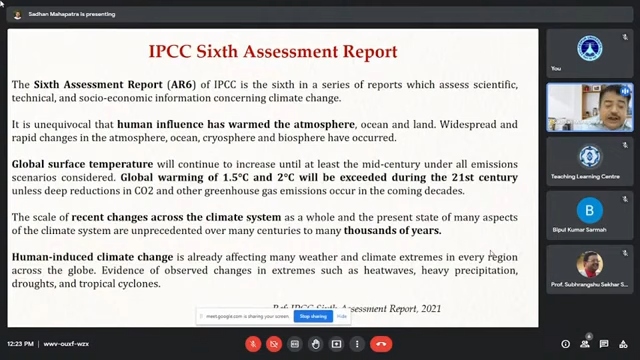 Sadhan Mahapatra is presenting
IPCC Sixth Assessment Report
The Sixth Assessment Report (AR6) of IPCC is the sixth in a series of reports which assess scientific,
technical, and socio-economic information concerning climate change.
It is unequivocal that human influence has warmed the atmosphere, ocean and land. Widespread and
rapid changes in the atmosphere, ocean, cryosphere and biosphere have occurred.
Global surface temperature will continue to increase until at least the mid-century under all emissions
scenarios considered. Global warming of 1.5°C and 2°C will be exceeded during the 21st century
unless deep reductions in CO2 and other greenhouse gas emissions occur in the coming decades.
The scale of recent changes across the climate system as a whole and the present state of many aspects
of the climate system are unprecedented over many centuries to many thousands of years.
Human-induced climate change is already affecting many weather and climate extremes in every region
across the globe. Evidence of observed changes in extremes such as heatwaves, heavy precipitation,
droughts, and tropical cyclones.
IPCC Sixth Assessment Report, 2021
meet.google.com is sharing your screen.
Stop sharing
Hide
You
Teaching Learning Centre
B
Bipul Kumar Sarmah
Prof. Subhrangshu Sekhar S
12:23 PM
wwv-ouxf-wzx
6